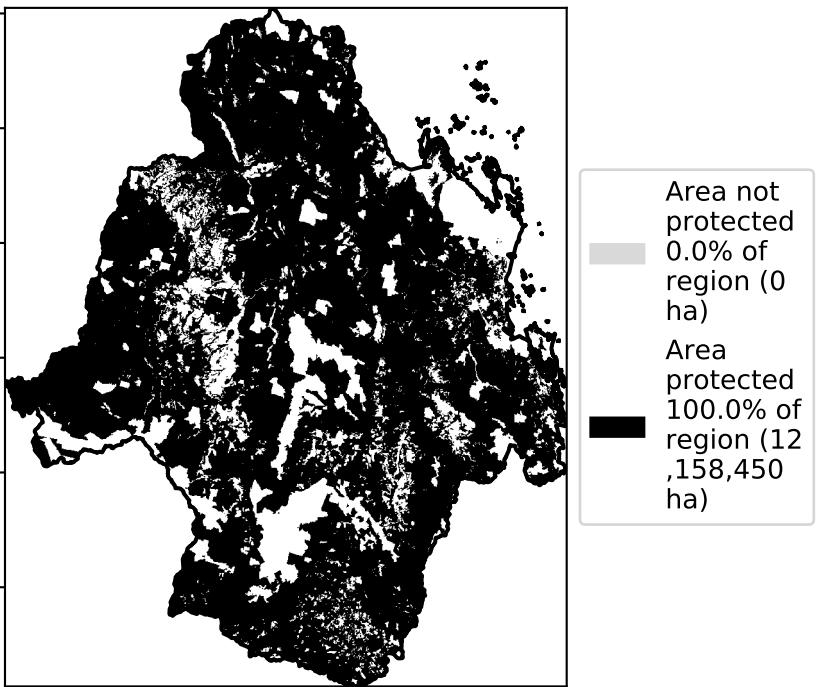 Area not
protected
0.0% of
region (0
ha)
Area
protected
100.0% of
region (12
,158,450
ha)